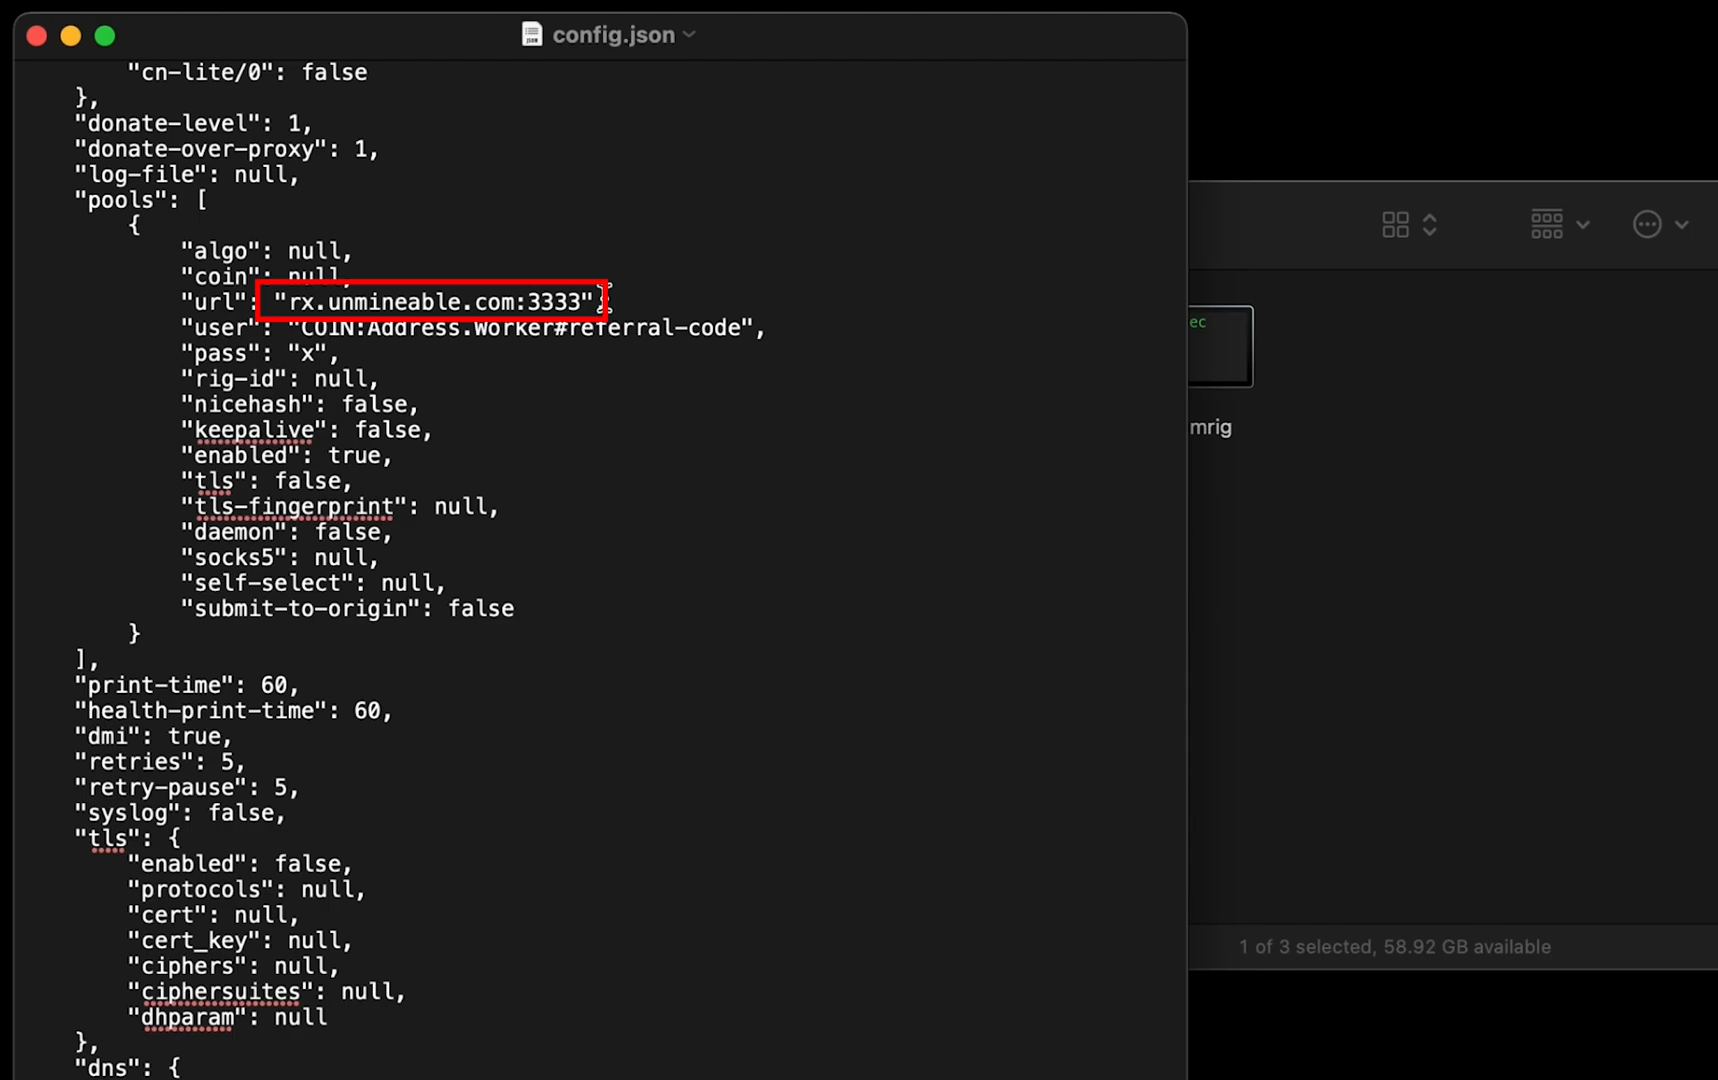 config.json
"cn-lite/0": false
},
"donate-level": 1,
"donate-over-proxy": 1,
"log-file": null,
"pools": [
{
"algo": null,
"coin": null,
"url": "rx.unmineable.com:3333",
"user": "COIN:Address.Worker#referral-code",
"pass": "x",
"rig-id": null,
"nicehash": false,
"keepalive": false,
"enabled": true,
"tls": false,
"tls-fingerprint": null,
"daemon": false,
"socks5": null,
"self-select": null,
"submit-to-origin": false
}
],
"print-time": 60,
"health-print-time": 60,
"dmi": true,
"retries": 5,
"retry-pause": 5,
"syslog": false,
"tls": {
"enabled": false,
"protocols": null,
"cert": null,
"cert_key": null,
"ciphers": null,
"ciphersuites": null,
"dhparam": null
},
"dns": {
ec
mrig
1 of 3 selected, 58.92 GB available